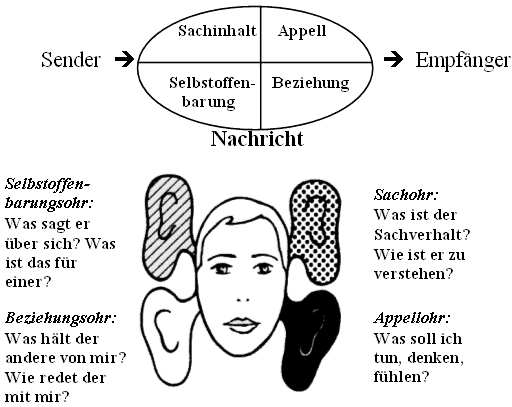 Sachinhalt Appell
Sender → → Empfänger
Selbstoffen-
barung
Beziehung
Nachricht
Selbstoffen-
barungsohr:
Was sagt er
über sich? Was
ist das für
einer?
Sachohr:
Was ist der
Sachverhalt?
Wie ist er zu
verstehen?
Beziehungsohr:
Was hält der
andere von mir?
Wie redet der
mit mir?
Appellohr:
Was soll ich
tun, denken,
fühlen?